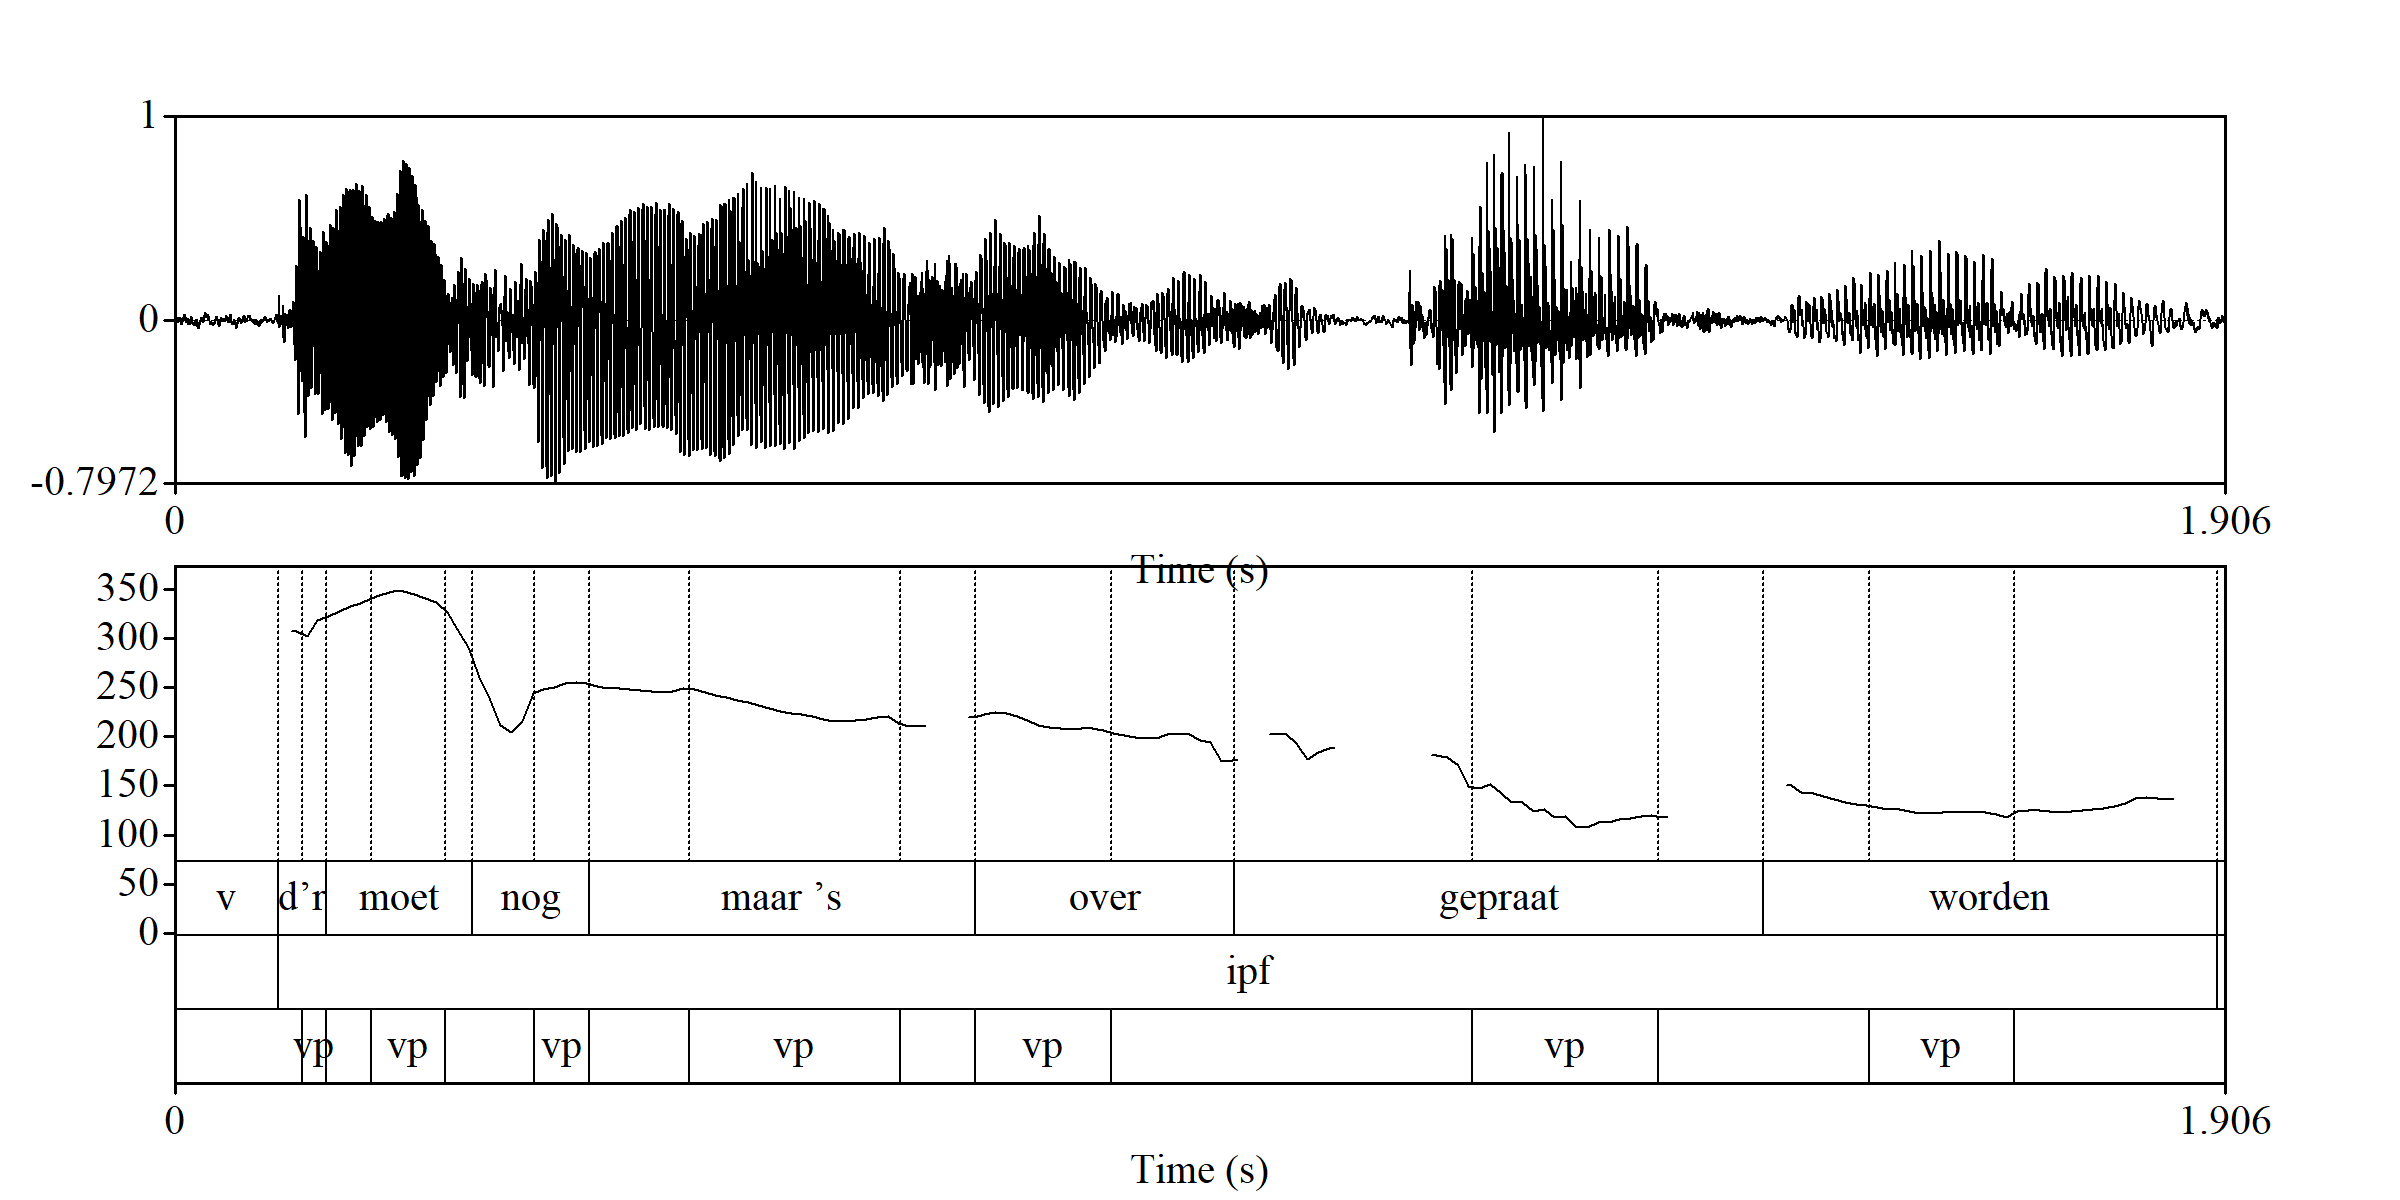 1
0
-0.7972
0 1.906
Time (s)
350
300
250
200
150
100
50
0
v d’r moet nog maar ’s over gepraat worden
ipf
vp vp vp vp vp vp vp
0 1.906
Time (s)